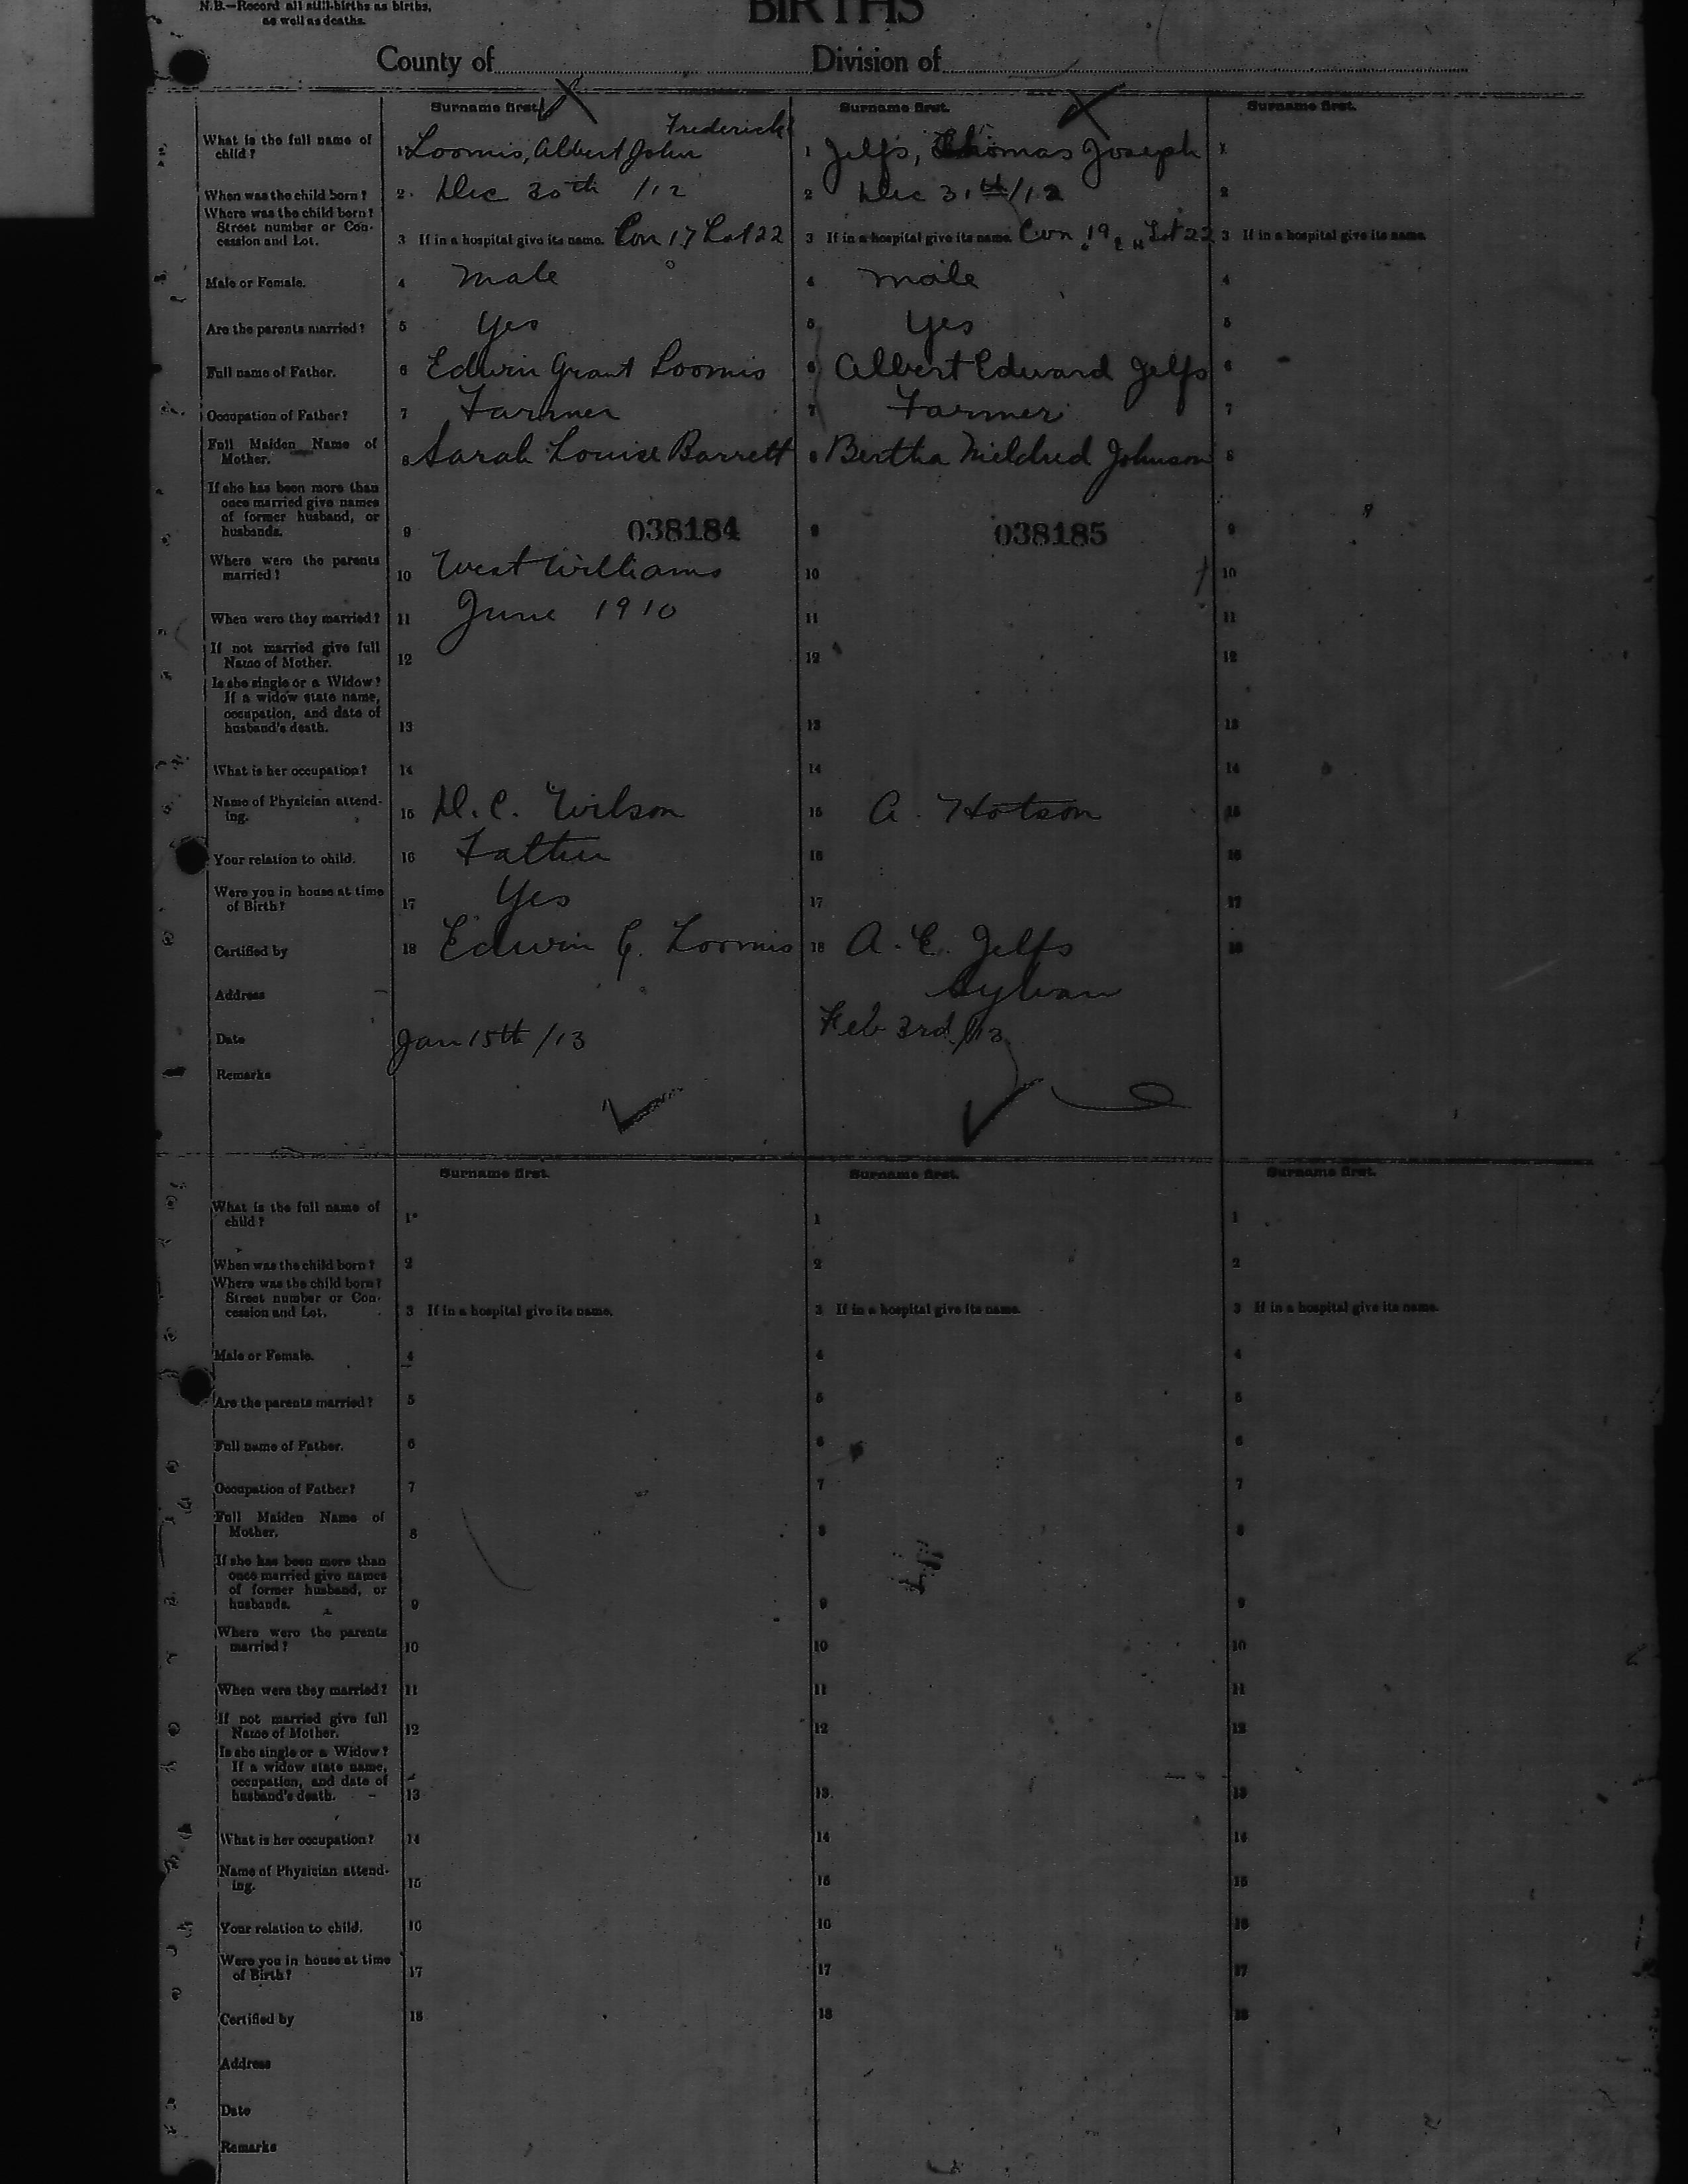 N.B.—Record all still-births as births,
as well as deaths.
BIRTHS
County of
Division of
Surname first.
Surname first.
Surname first.
What is the full name of
child?
Frederick
1 Loomis, Albert John
1 Jelfs, Thomas Joseph
1
When was the child born?
2 Dec 30th /12
2 Dec 31st/12
2
Where was the child born?
Street number or Con-
cession and Lot.
3 If in a hospital give its name. Con 17 Lot 22
3 If in a hospital give its name. Con. 19, Lot 22
3 If in a hospital give its name.
Male or Female.
4 male
4 male
4
Are the parents married?
5 Yes
5 Yes
5
Full name of Father.
6 Edwin Grant Loomis
6 Albert Edward Jelfs
6
Occupation of Father?
7 Farmer
7 Farmer
7
Full Maiden Name of
Mother.
8 Sarah Louise Barrett
8 Bertha Mildred Johnson
8
If she has been more than
once married give names
of former husband, or
husbands.
9 038184
9 038185
9
Where were the parents
married?
10 West Williams
10
10
When were they married?
11 June 1910
11
11
If not married give full
Name of Mother.
12
12
12
Is she single or a Widow?
If a widow state name,
occupation, and date of
husband's death.
13
13
13
What is her occupation?
14
14
14
Name of Physician attend-
ing.
15 D. C. Wilson
15 A. Hotson
15
Your relation to child.
16 Father
16
16
Were you in house at time
of Birth?
17 Yes
17
17
Certified by
18 Edwin G. Loomis
18 A. E. Jelfs
18
Address
Sylvan
Date
Jan 15th /13
Feb 3rd /13
Remarks
Surname first.
Surname first.
Surname first.
What is the full name of
child?
1
1
1
When was the child born?
2
2
2
Where was the child born?
Street number or Con-
cession and Lot.
3 If in a hospital give its name.
3 If in a hospital give its name.
3 If in a hospital give its name.
Male or Female.
4
4
4
Are the parents married?
5
5
5
Full name of Father.
6
6
6
Occupation of Father?
7
7
7
Full Maiden Name of
Mother.
8
8
8
If she has been more than
once married give names
of former husband, or
husbands.
9
9
9
Where were the parents
married?
10
10
10
When were they married?
11
11
11
If not married give full
Name of Mother.
12
12
12
Is she single or a Widow?
If a widow state name,
occupation, and date of
husband's death.
13
13
13
What is her occupation?
14
14
14
Name of Physician attend-
ing.
15
15
15
Your relation to child.
16
16
16
Were you in house at time
of Birth?
17
17
17
Certified by
18
18
18
Address
Date
Remarks